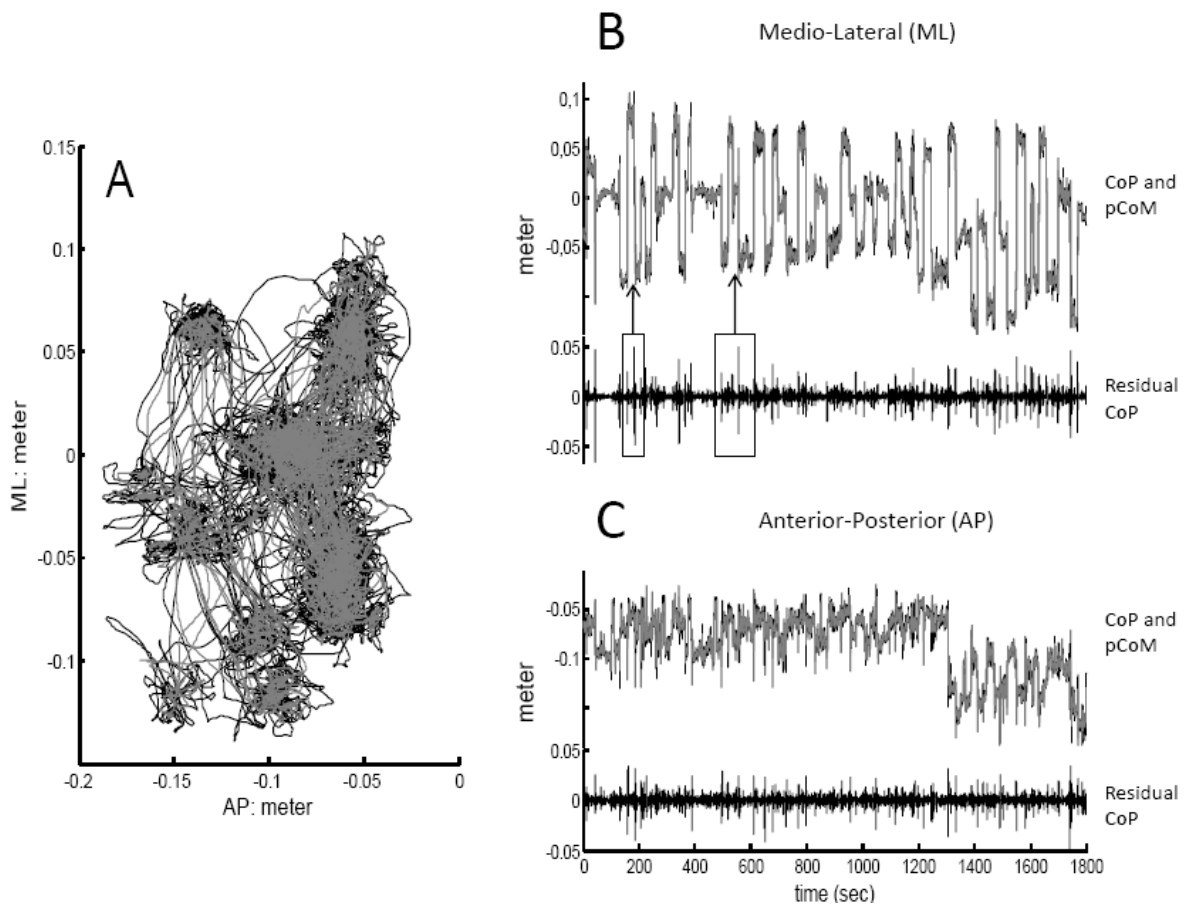 A
0.15
0.1
0.05
0
-0.05
-0.1
ML: meter
-0.2
-0.15
-0.1
-0.05
0
AP: meter
B
Medio-Lateral (ML)
0,1
0,05
0
-0,05
meter
CoP and
pCoM
0.05
0
-0.05
Residual
CoP
C
Anterior-Posterior (AP)
-0.05
-0.1
meter
CoP and
pCoM
0.05
0
-0.05
Residual
CoP
0
200
400
600
800
1000
1200
1400
1600
1800
time (sec)